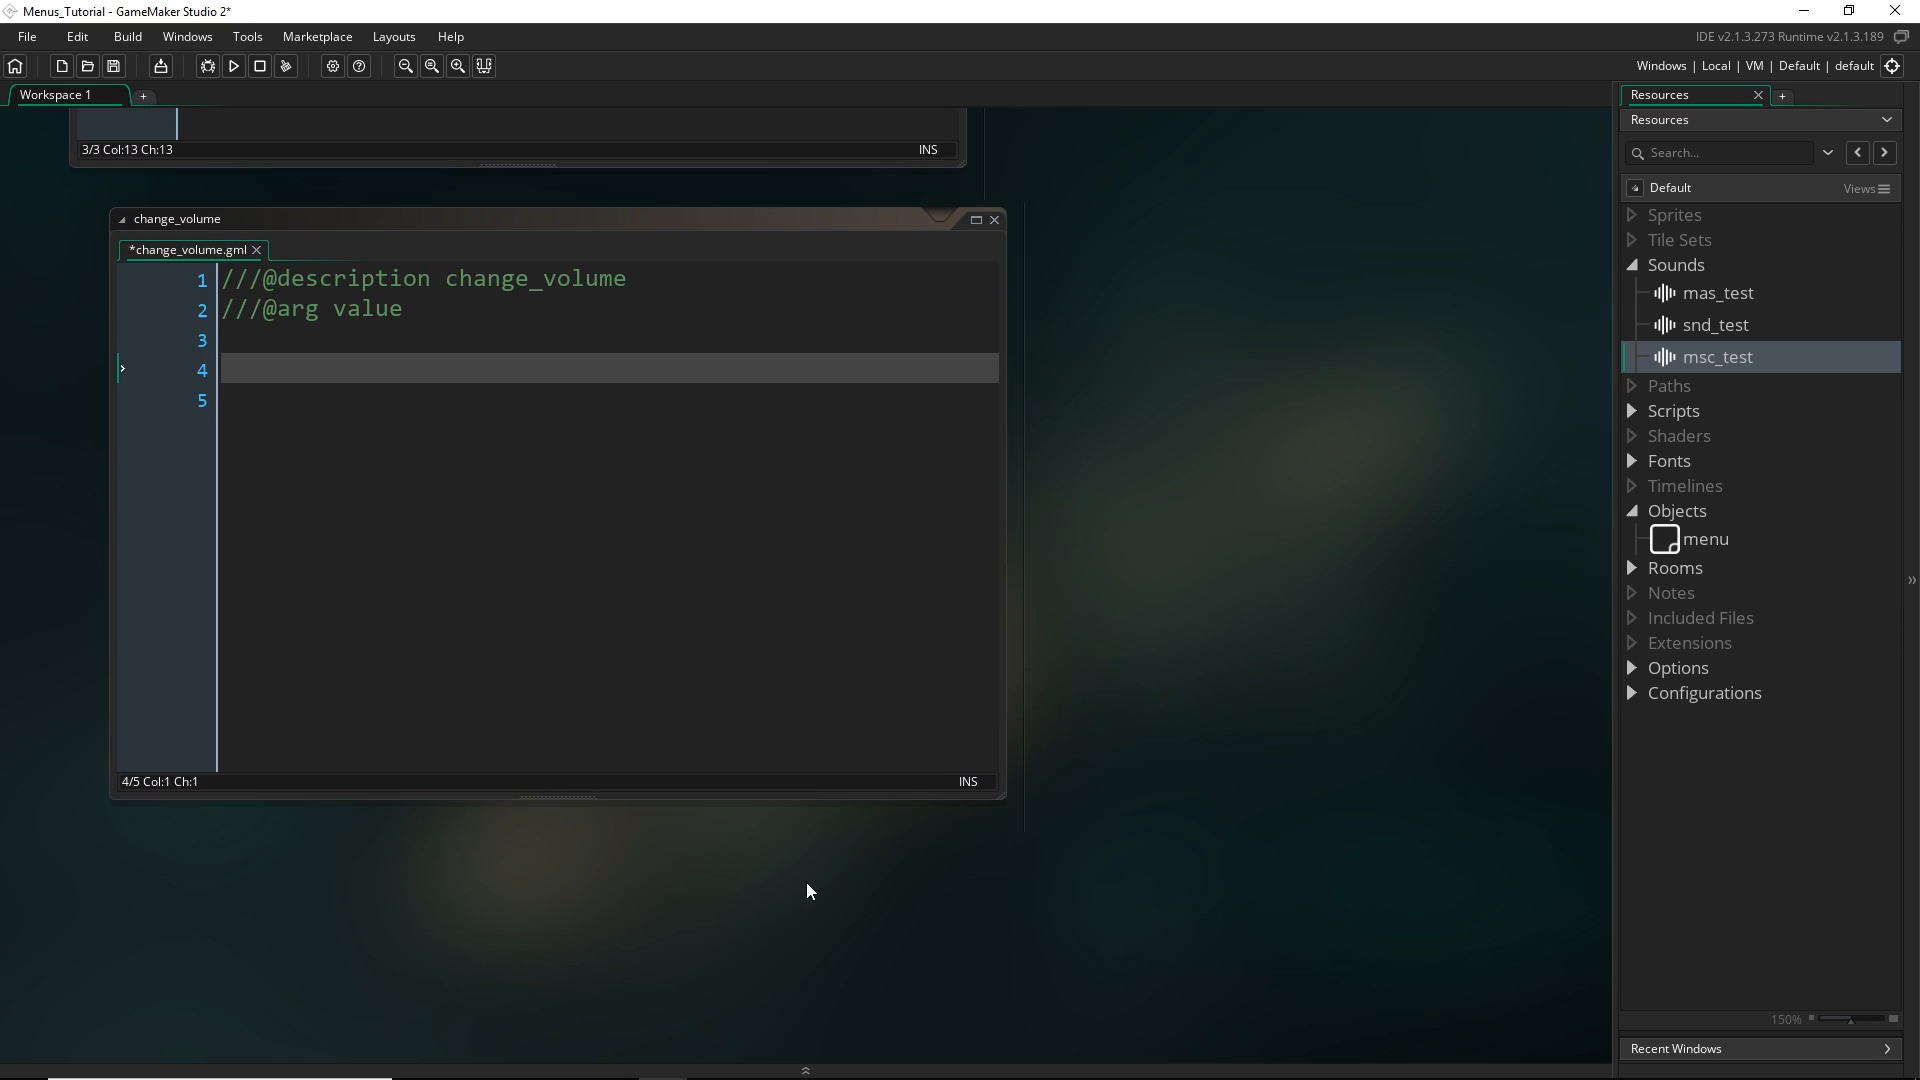 Menus_Tutorial - GameMaker Studio 2*
File Edit Build Windows Tools Marketplace Layouts Help
IDE v2.1.3.273 Runtime v2.1.3.189
Windows | Local | VM | Default | default
Workspace 1
+
Resources
+
Resources
3/3 Col:13 Ch:13 INS
Search...
Default Views
change_volume
*change_volume.gml
1 ///@description change_volume
2 ///@arg value
3
4
5
4/5 Col:1 Ch:1 INS
Sprites
Tile Sets
Sounds
mas_test
snd_test
msc_test
Paths
Scripts
Shaders
Fonts
Timelines
Objects
menu
Rooms
Notes
Included Files
Extensions
Options
Configurations
150%
Recent Windows